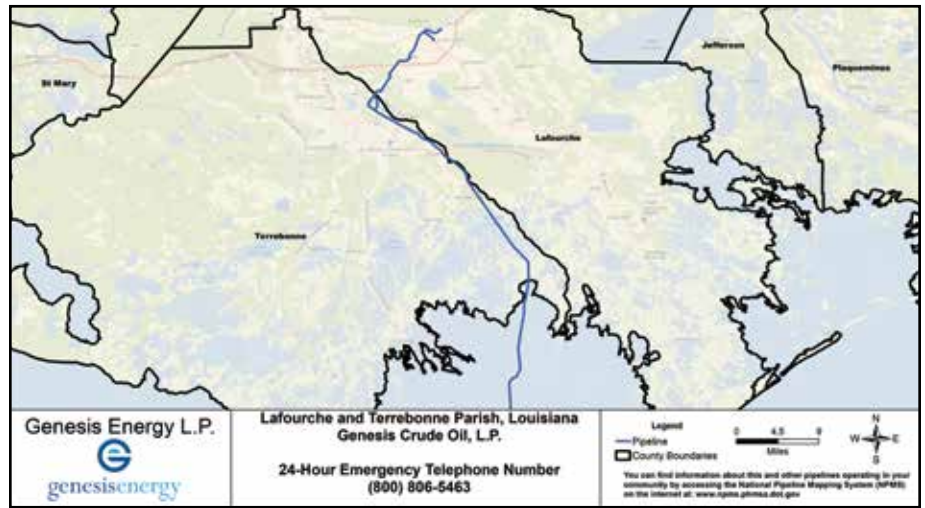 Jefferson
St Mary
Plaquemines
Lafourche
Terrebonne
Genesis Energy L.P.
genesisenergy
Lafourche and Terrebonne Parish, Louisiana
Genesis Crude Oil, L.P.
24-Hour Emergency Telephone Number
(800) 806-5463
Legend
Pipeline
County Boundaries
0 4.5 9
Miles
N
W E
S
You can find information about this and other pipelines operating in your
community by accessing the National Pipeline Mapping System (NPMS)
on the internet at: www.npms.phmsa.dot.gov